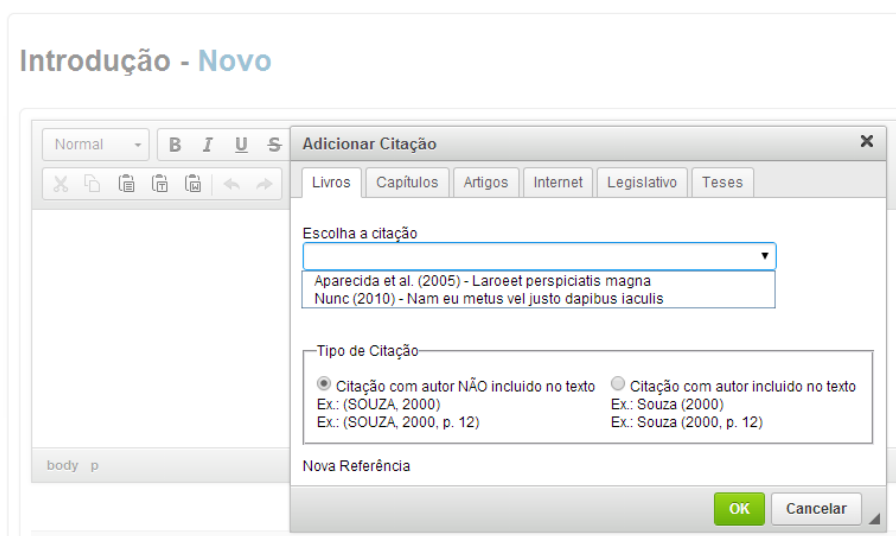 Introdução - Novo
Normal B I U S
Adicionar Citação
Livros Capítulos Artigos Internet Legislativo Teses
Escolha a citação
Aparecida et al. (2005) - Laroeet perspiciatis magna
Nunc (2010) - Nam eu metus vel justo dapibus iaculis
Tipo de Citação
Citação com autor NÃO incluido no texto Citação com autor incluido no texto
Ex.: (SOUZA, 2000) Ex.: Souza (2000)
Ex.: (SOUZA, 2000, p. 12) Ex.: Souza (2000, p. 12)
body p
Nova Referência
OK Cancelar